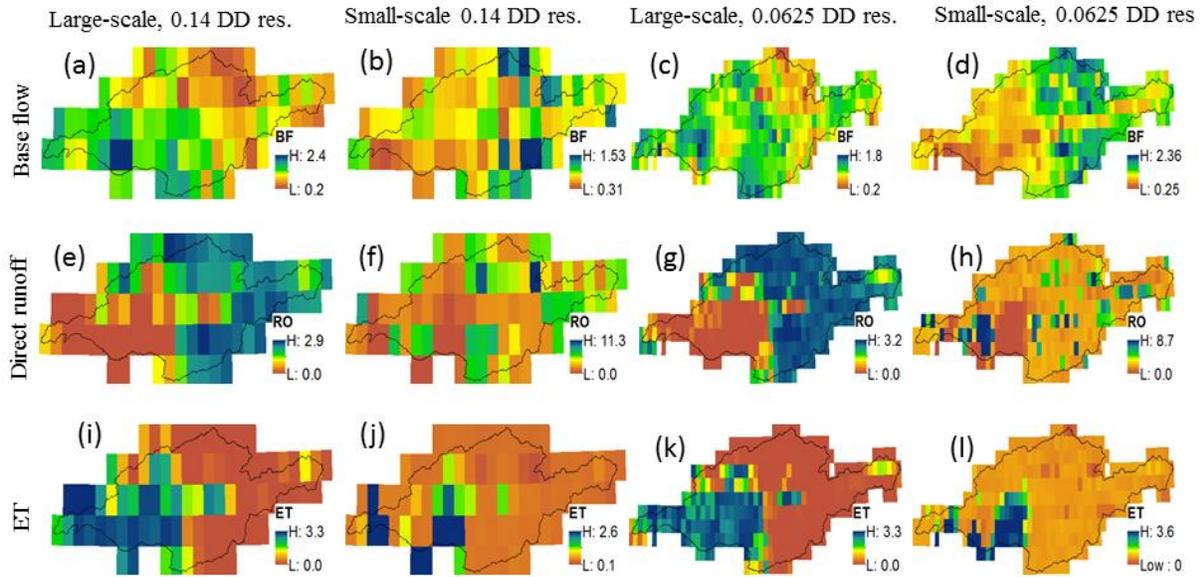 Large-scale, 0.14 DD res.
Small-scale 0.14 DD res.
Large-scale, 0.0625 DD res.
Small-scale, 0.0625 DD res
Base flow
(a)
BF
H: 2.4
L: 0.2
(b)
BF
H: 1.53
L: 0.31
(c)
BF
H: 1.8
L: 0.2
(d)
BF
H: 2.36
L: 0.25
Direct runoff
(e)
RO
H: 2.9
L: 0.0
(f)
RO
H: 11.3
L: 0.0
(g)
RO
H: 3.2
L: 0.0
(h)
RO
H: 8.7
L: 0.0
ET
(i)
ET
H: 3.3
L: 0.0
(j)
ET
H: 2.6
L: 0.1
(k)
ET
H: 3.3
L: 0.0
(l)
ET
H: 3.6
Low : 0